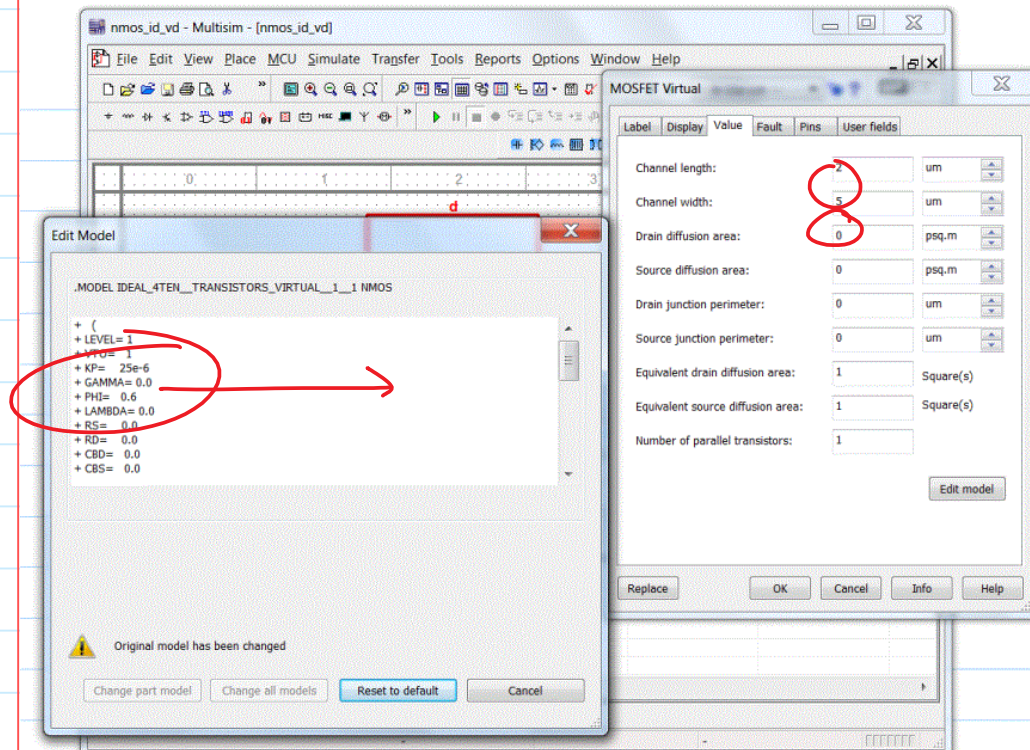 nmos_id_vd - Multisim - [nmos_id_vd]
File Edit View Place MCU Simulate Transfer Tools Reports Options Window Help
MOSFET Virtual
Label Display Value Fault Pins User fields
Channel length: 2 um
Channel width: 5 um
Drain diffusion area: 0 psq.m
Source diffusion area: 0 psq.m
Drain junction perimeter: 0 um
Source junction perimeter: 0 um
Equivalent drain diffusion area: 1 Square(s)
Equivalent source diffusion area: 1 Square(s)
Number of parallel transistors: 1
Edit model
Replace OK Cancel Info Help
0 1 2 3
d
Edit Model
.MODEL IDEAL_4TEN__TRANSISTORS_VIRTUAL__1__1 NMOS
+ (
+ LEVEL= 1
+ VTO= 1
+ KP= 25e-6
+ GAMMA= 0.0
+ PHI= 0.6
+ LAMBDA= 0.0
+ RS= 0.0
+ RD= 0.0
+ CBD= 0.0
+ CBS= 0.0
Original model has been changed
Change part model Change all models Reset to default Cancel